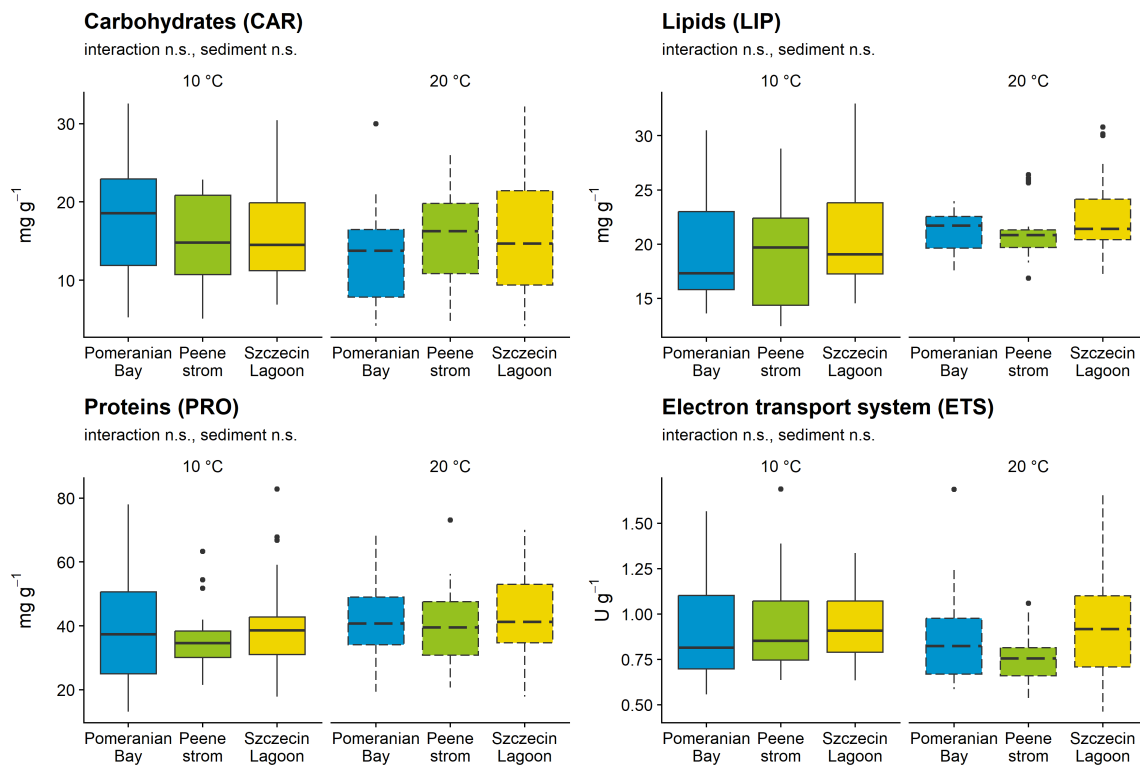 Carbohydrates (CAR)
interaction n.s., sediment n.s.
10 °C
20 °C
mg g⁻¹
30
20
10
Pomeranian
Bay
Peene
strom
Szczecin
Lagoon
Pomeranian
Bay
Peene
strom
Szczecin
Lagoon
Lipids (LIP)
interaction n.s., sediment n.s.
10 °C
20 °C
mg g⁻¹
30
25
20
15
Pomeranian
Bay
Peene
strom
Szczecin
Lagoon
Pomeranian
Bay
Peene
strom
Szczecin
Lagoon
Proteins (PRO)
interaction n.s., sediment n.s.
10 °C
20 °C
mg g⁻¹
80
60
40
20
Pomeranian
Bay
Peene
strom
Szczecin
Lagoon
Pomeranian
Bay
Peene
strom
Szczecin
Lagoon
Electron transport system (ETS)
interaction n.s., sediment n.s.
10 °C
20 °C
U g⁻¹
1.50
1.25
1.00
0.75
0.50
Pomeranian
Bay
Peene
strom
Szczecin
Lagoon
Pomeranian
Bay
Peene
strom
Szczecin
Lagoon